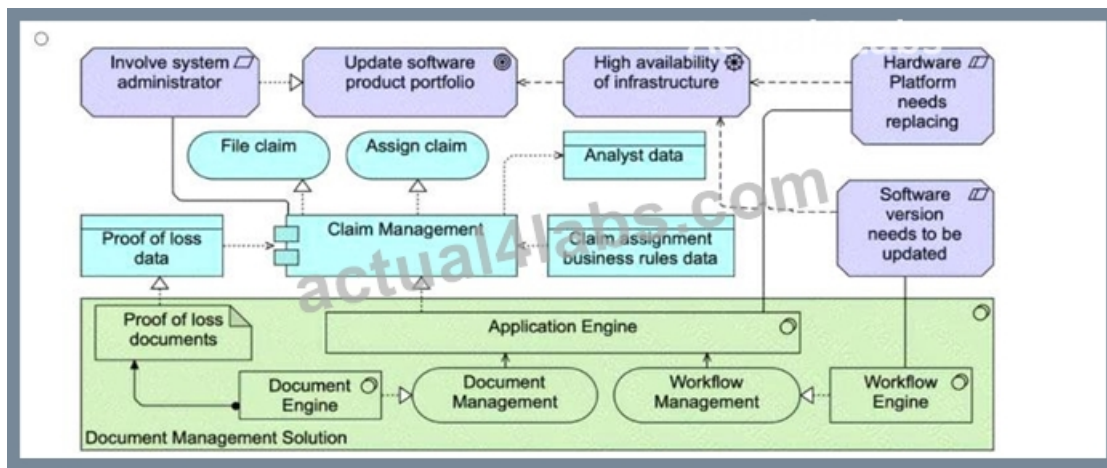 Involve system
administrator
Update software
product portfolio
High availability
of infrastructure
Hardware
Platform
needs
replacing
File claim
Assign claim
Analyst data
Software
version
needs to be
updated
Proof of loss
data
Claim Management
Claim assignment
business rules data
actual4labs.com
Proof of loss
documents
Application Engine
Document
Engine
Document
Management
Workflow
Management
Workflow
Engine
Document Management Solution